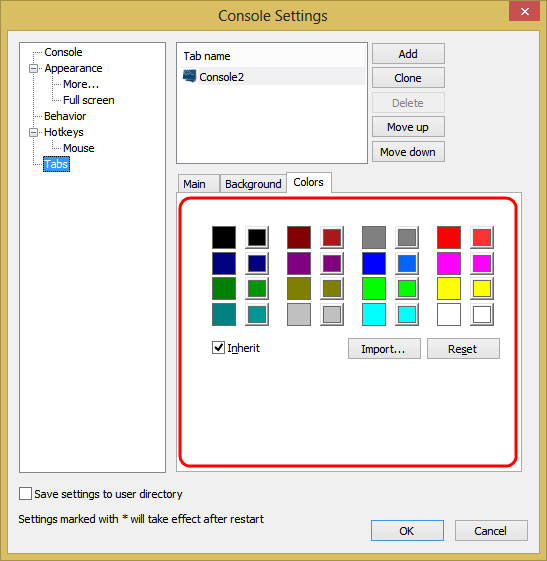 Console Settings
Console
Appearance
More...
Full screen
Behavior
Hotkeys
Mouse
Tabs
Tab name
Console2
Add
Clone
Delete
Move up
Move down
Main
Background
Colors
Inherit
Import...
Reset
Save settings to user directory
Settings marked with * will take effect after restart
OK
Cancel